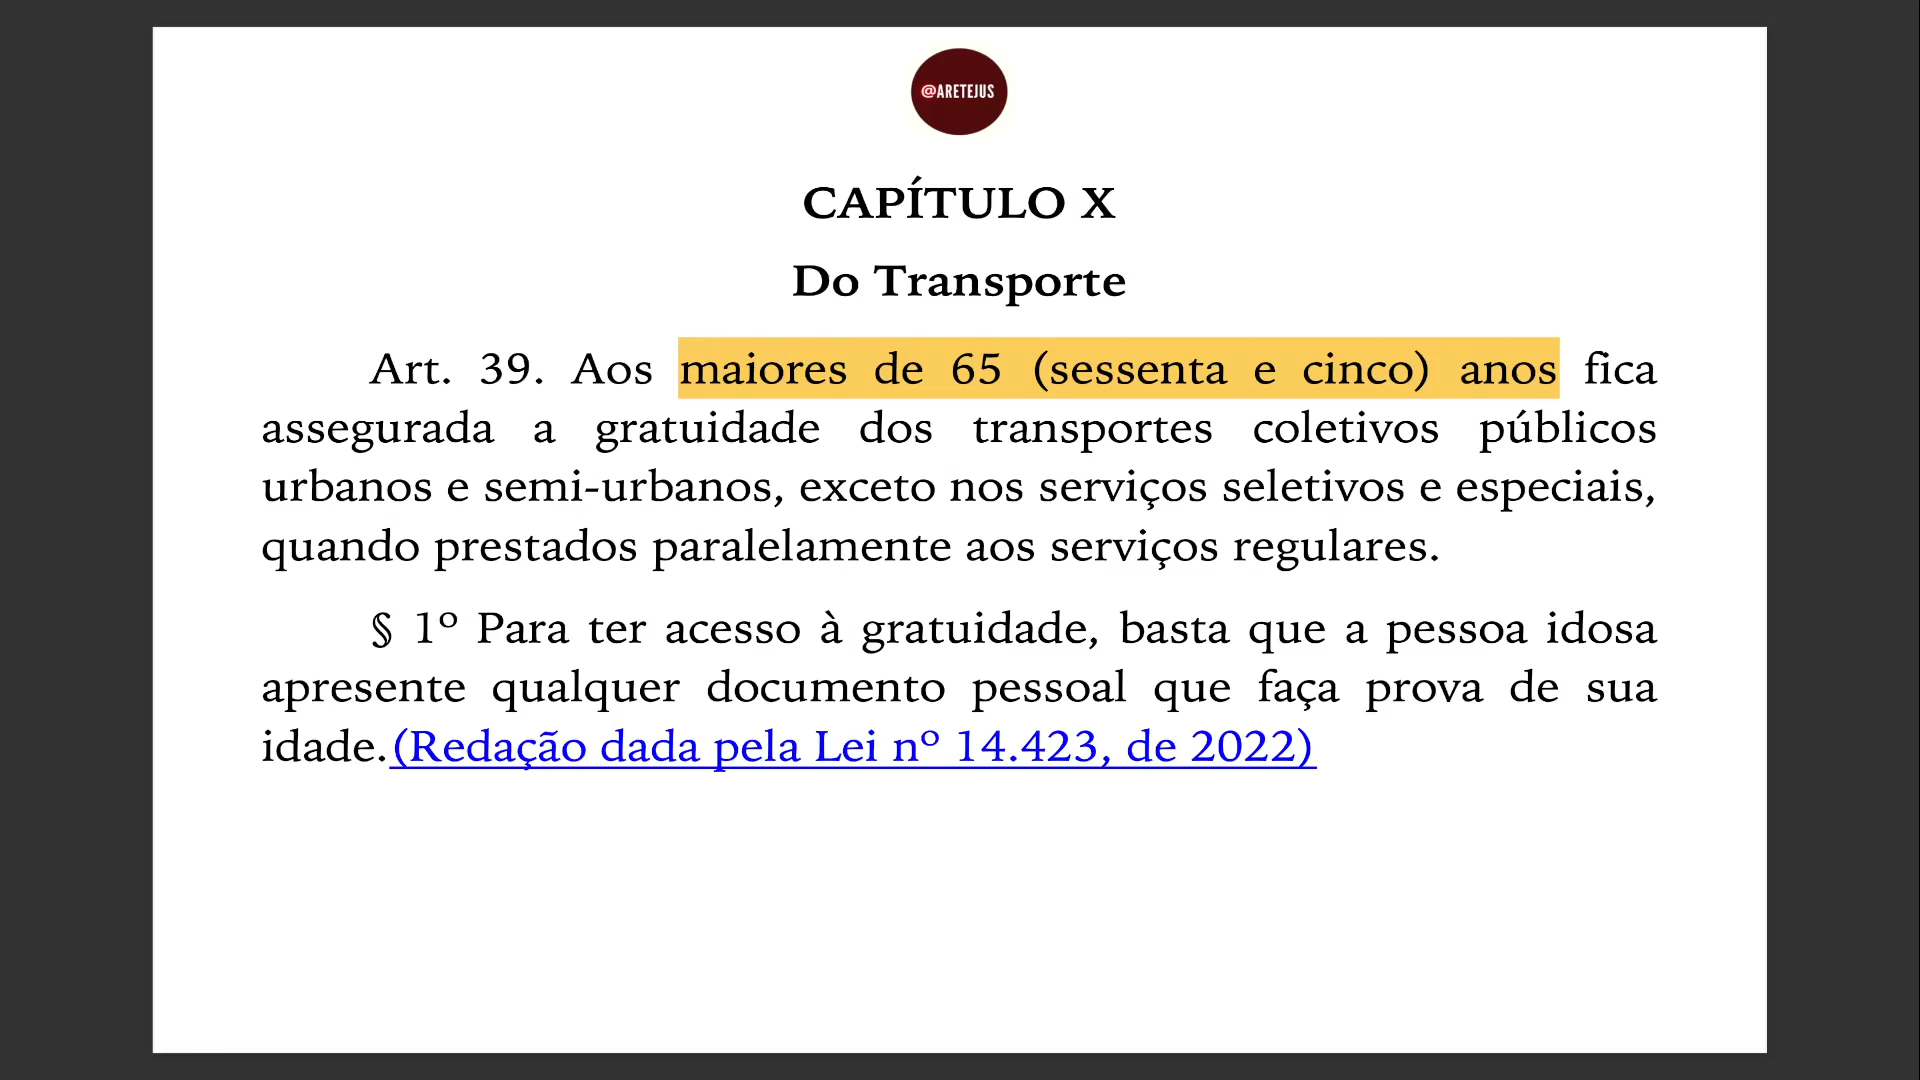 @ARETEJUS
CAPÍTULO X
Do Transporte
Art. 39. Aos maiores de 65 (sessenta e cinco) anos fica
assegurada a gratuidade dos transportes coletivos públicos
urbanos e semi-urbanos, exceto nos serviços seletivos e especiais,
quando prestados paralelamente aos serviços regulares.
§ 1º Para ter acesso à gratuidade, basta que a pessoa idosa
apresente qualquer documento pessoal que faça prova de sua
idade.(Redação dada pela Lei nº 14.423, de 2022)